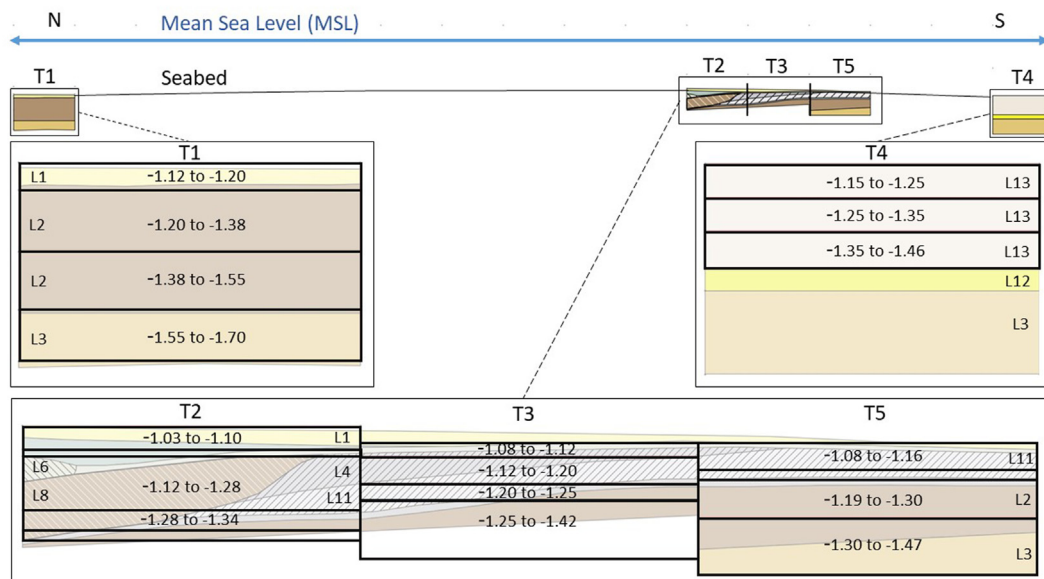 N
Mean Sea Level (MSL)
S
T1
Seabed
T2
T3
T5
T4
T1
L1
-1.12 to -1.20
L2
-1.20 to -1.38
L2
-1.38 to -1.55
L3
-1.55 to -1.70
T4
-1.15 to -1.25
L13
-1.25 to -1.35
L13
-1.35 to -1.46
L13
L12
L3
T2
T3
T5
-1.03 to -1.10
L1
L6
L4
L8
-1.12 to -1.28
L11
-1.28 to -1.34
-1.08 to -1.12
-1.12 to -1.20
-1.20 to -1.25
-1.25 to -1.42
-1.08 to -1.16
L11
-1.19 to -1.30
L2
-1.30 to -1.47
L3